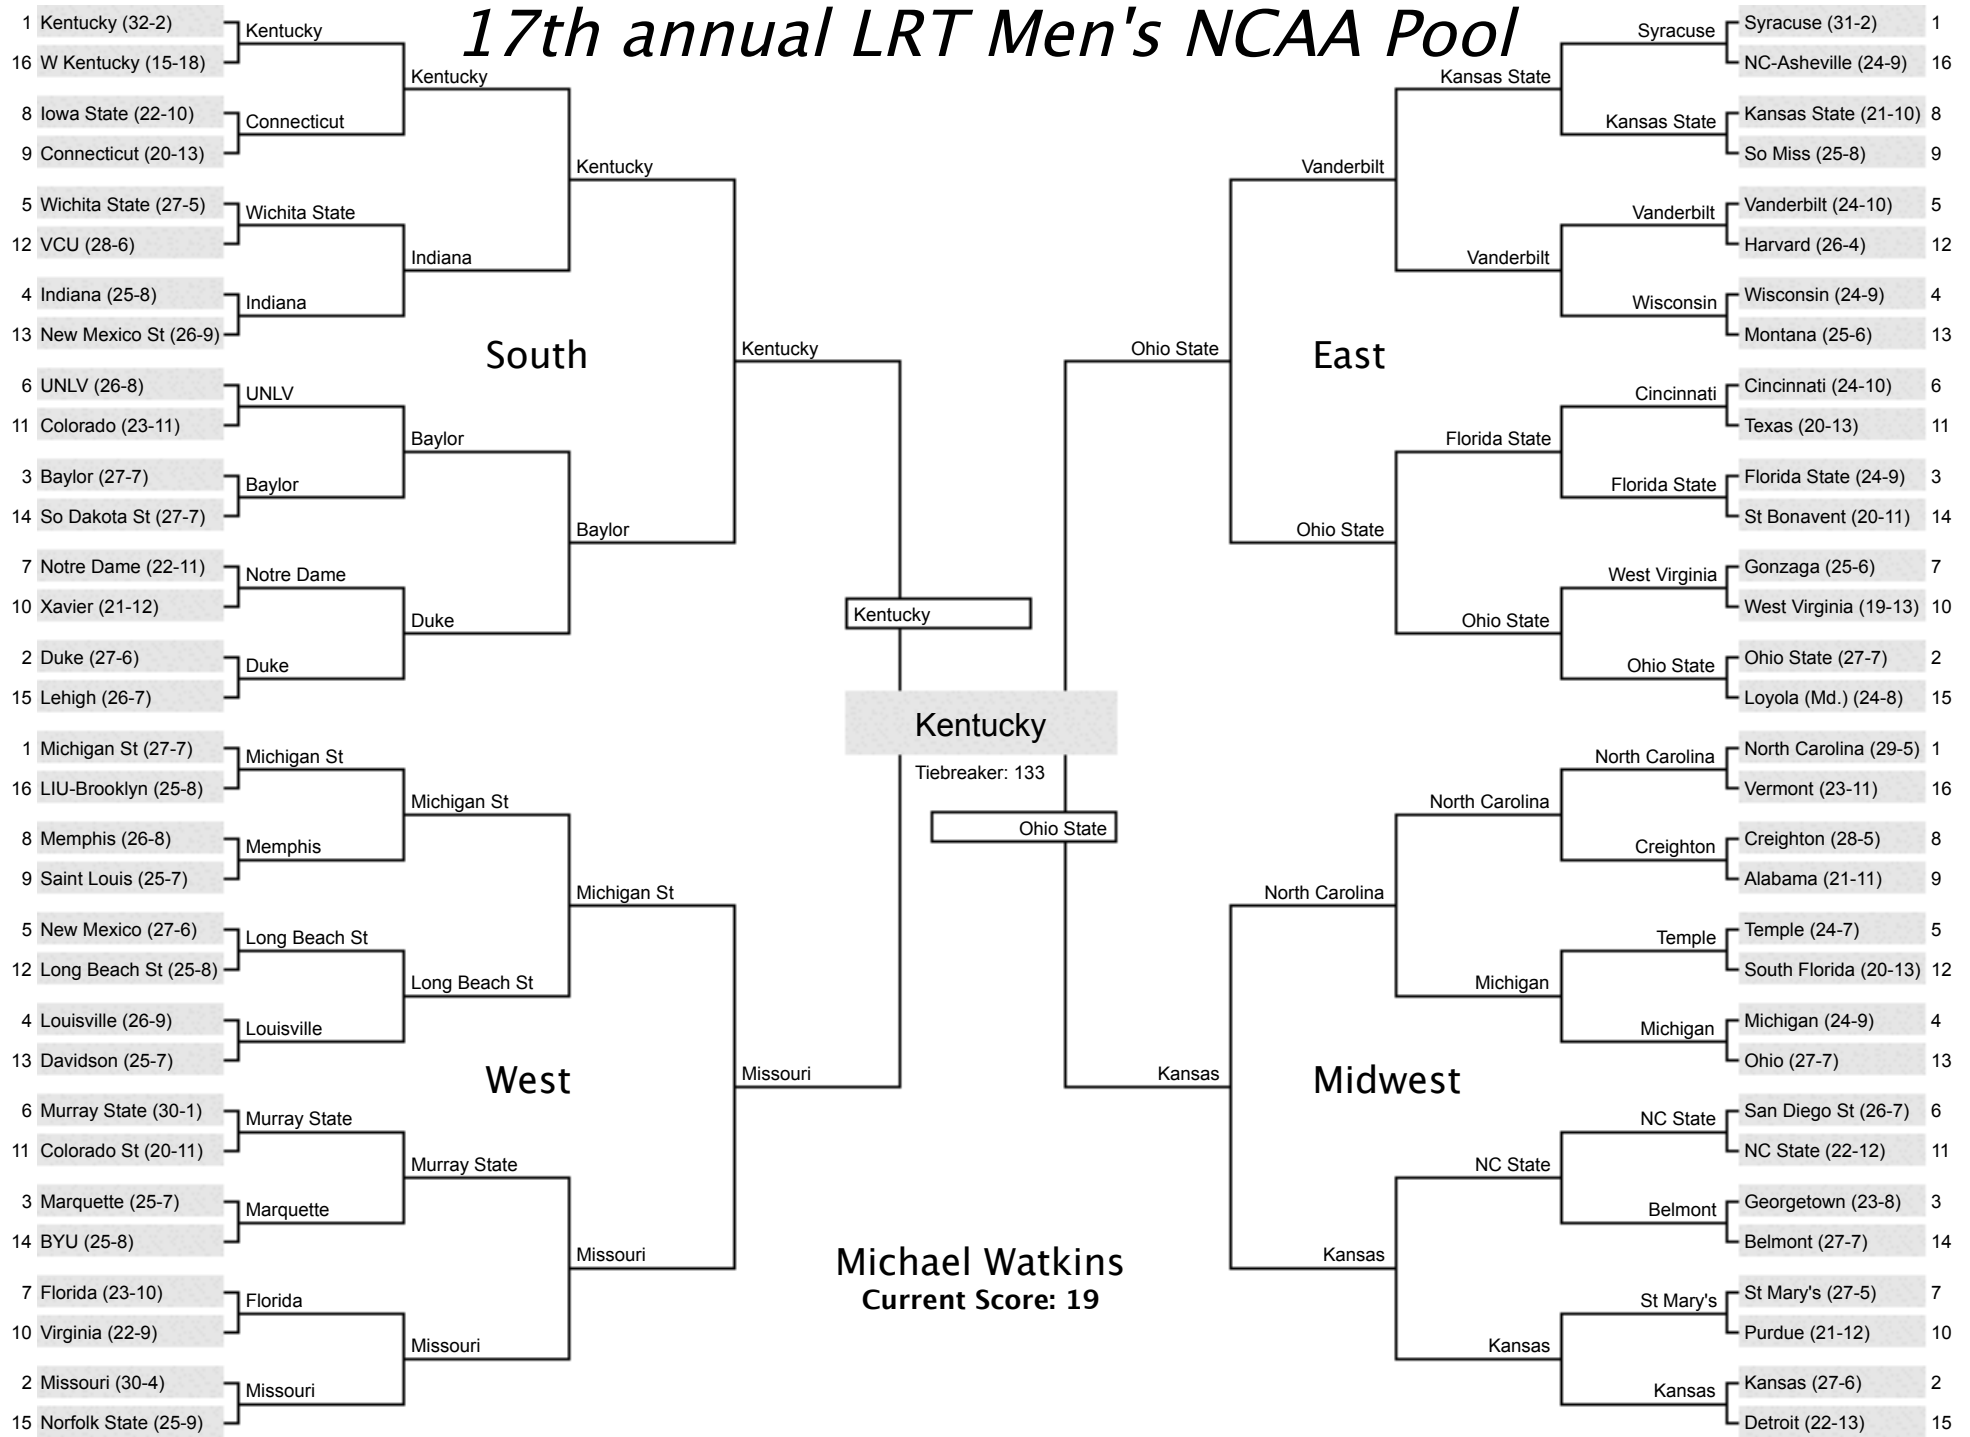 17th annual LRT Men's NCAA Pool
1 Kentucky (32-2)
16 W Kentucky (15-18)
8 Iowa State (22-10)
9 Connecticut (20-13)
5 Wichita State (27-5)
12 VCU (28-6)
4 Indiana (25-8)
13 New Mexico St (26-9)
6 UNLV (26-8)
11 Colorado (23-11)
3 Baylor (27-7)
14 So Dakota St (27-7)
7 Notre Dame (22-11)
10 Xavier (21-12)
2 Duke (27-6)
15 Lehigh (26-7)
Kentucky
Connecticut
Wichita State
Indiana
UNLV
Baylor
Notre Dame
Duke
Kentucky
Indiana
Baylor
Duke
Kentucky
Baylor
Kentucky
South
1 Michigan St (27-7)
16 LIU-Brooklyn (25-8)
8 Memphis (26-8)
9 Saint Louis (25-7)
5 New Mexico (27-6)
12 Long Beach St (25-8)
4 Louisville (26-9)
13 Davidson (25-7)
6 Murray State (30-1)
11 Colorado St (20-11)
3 Marquette (25-7)
14 BYU (25-8)
7 Florida (23-10)
10 Virginia (22-9)
2 Missouri (30-4)
15 Norfolk State (25-9)
Michigan St
Memphis
Long Beach St
Louisville
Murray State
Marquette
Florida
Missouri
Michigan St
Long Beach St
Murray State
Missouri
Michigan St
Missouri
Missouri
West
Kentucky
Kentucky
Tiebreaker: 133
Ohio State
Michael Watkins
Current Score: 19
Syracuse (31-2) 1
NC-Asheville (24-9) 16
Kansas State (21-10) 8
So Miss (25-8) 9
Vanderbilt (24-10) 5
Harvard (26-4) 12
Wisconsin (24-9) 4
Montana (25-6) 13
Cincinnati (24-10) 6
Texas (20-13) 11
Florida State (24-9) 3
St Bonavent (20-11) 14
Gonzaga (25-6) 7
West Virginia (19-13) 10
Ohio State (27-7) 2
Loyola (Md.) (24-8) 15
Syracuse
Kansas State
Vanderbilt
Wisconsin
Cincinnati
Florida State
West Virginia
Ohio State
Kansas State
Vanderbilt
Florida State
Ohio State
Vanderbilt
Ohio State
Ohio State
East
North Carolina (29-5) 1
Vermont (23-11) 16
Creighton (28-5) 8
Alabama (21-11) 9
Temple (24-7) 5
South Florida (20-13) 12
Michigan (24-9) 4
Ohio (27-7) 13
San Diego St (26-7) 6
NC State (22-12) 11
Georgetown (23-8) 3
Belmont (27-7) 14
St Mary's (27-5) 7
Purdue (21-12) 10
Kansas (27-6) 2
Detroit (22-13) 15
North Carolina
Creighton
Temple
Michigan
NC State
Belmont
St Mary's
Kansas
North Carolina
Michigan
NC State
Kansas
North Carolina
Kansas
Kansas
Midwest